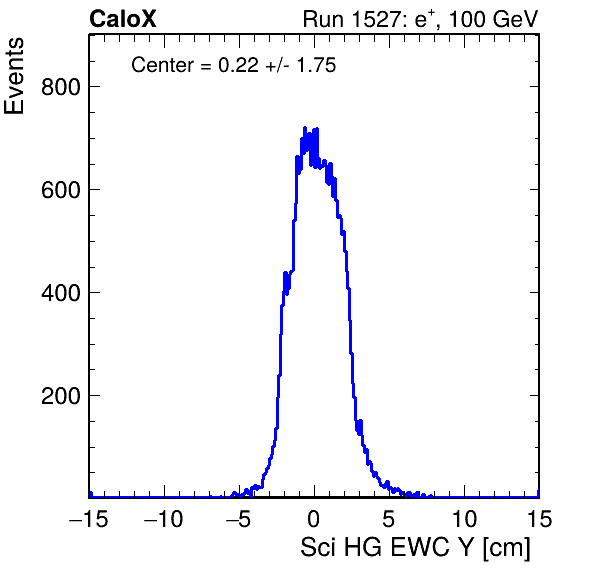 CaloX Run 1527: e⁺, 100 GeV
Events
Center = 0.22 +/- 1.75
800
600
400
200
−15 −10 −5 0 5 10 15
Sci HG EWC Y [cm]